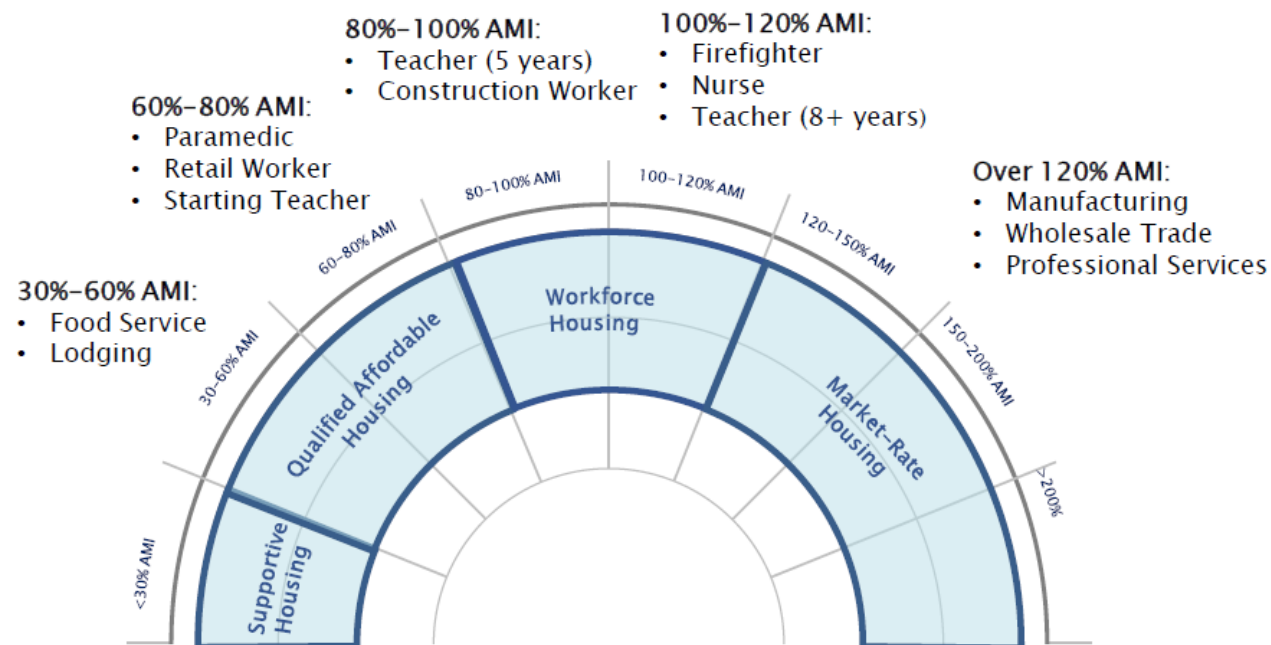 80%–100% AMI:
• Teacher (5 years)
• Construction Worker
100%–120% AMI:
• Firefighter
• Nurse
• Teacher (8+ years)
60%–80% AMI:
• Paramedic
• Retail Worker
• Starting Teacher
Over 120% AMI:
• Manufacturing
• Wholesale Trade
• Professional Services
30%–60% AMI:
• Food Service
• Lodging
<30% AMI
30–60% AMI
60–80% AMI
80–100% AMI
100–120% AMI
120–150% AMI
150–200% AMI
>200%
Supportive
Housing
Qualified Affordable
Housing
Workforce
Housing
Market–Rate
Housing